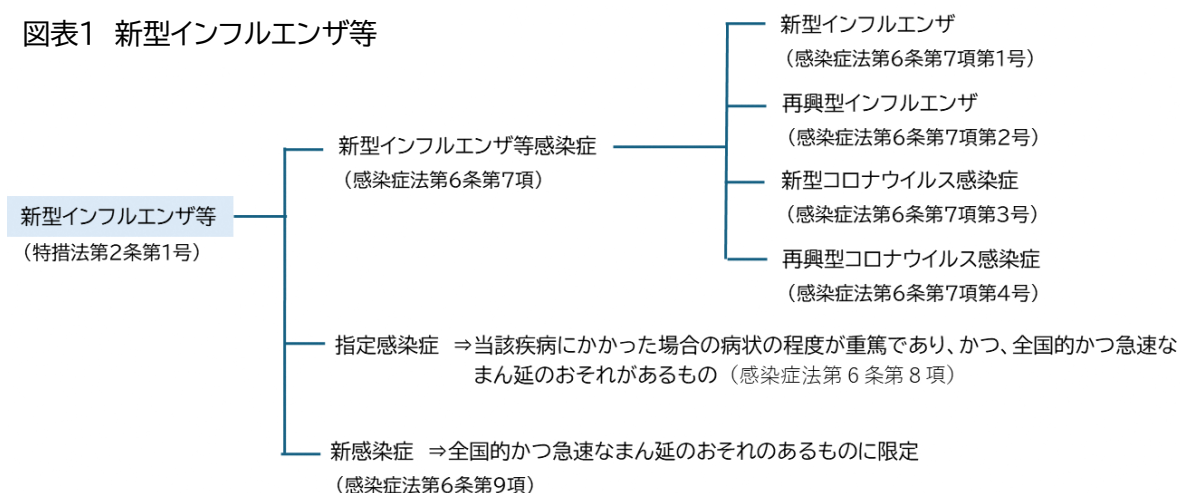 図表1 新型インフルエンザ等
新型インフルエンザ等
（特措法第2条第1号）
新型インフルエンザ等感染症
（感染症法第6条第7項）
新型インフルエンザ
（感染症法第6条第7項第1号）
再興型インフルエンザ
（感染症法第6条第7項第2号）
新型コロナウイルス感染症
（感染症法第6条第7項第3号）
再興型コロナウイルス感染症
（感染症法第6条第7項第4号）
指定感染症 ⇒当該疾病にかかった場合の病状の程度が重篤であり、かつ、全国的かつ急速な
まん延のおそれがあるもの（感染症法第６条第８項）
新感染症 ⇒全国的かつ急速なまん延のおそれのあるものに限定
（感染症法第6条第9項）